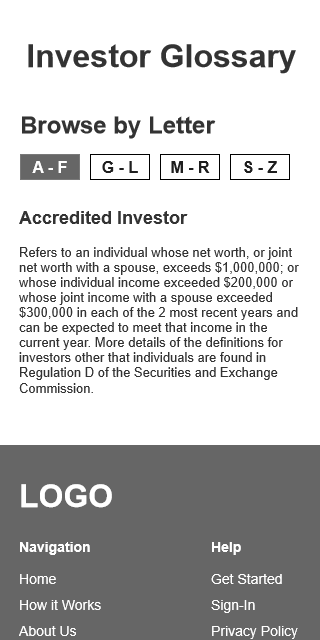 Investor Glossary
Browse by Letter
A - F  G - L  M - R  S - Z
Accredited Investor
Refers to an individual whose net worth, or joint
net worth with a spouse, exceeds $1,000,000; or
whose individual income exceeded $200,000 or
whose joint income with a spouse exceeded
$300,000 in each of the 2 most recent years and
can be expected to meet that income in the
current year. More details of the definitions for
investors other that individuals are found in
Regulation D of the Securities and Exchange
Commission.
LOGO
Navigation  Help
Home  Get Started
How it Works  Sign-In
About Us  Privacy Policy